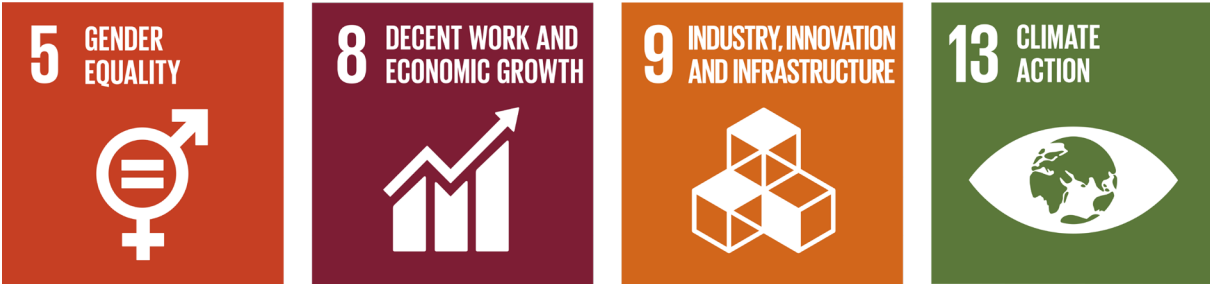 5 GENDER
EQUALITY
8 DECENT WORK AND
ECONOMIC GROWTH
9 INDUSTRY, INNOVATION
AND INFRASTRUCTURE
13 CLIMATE
ACTION